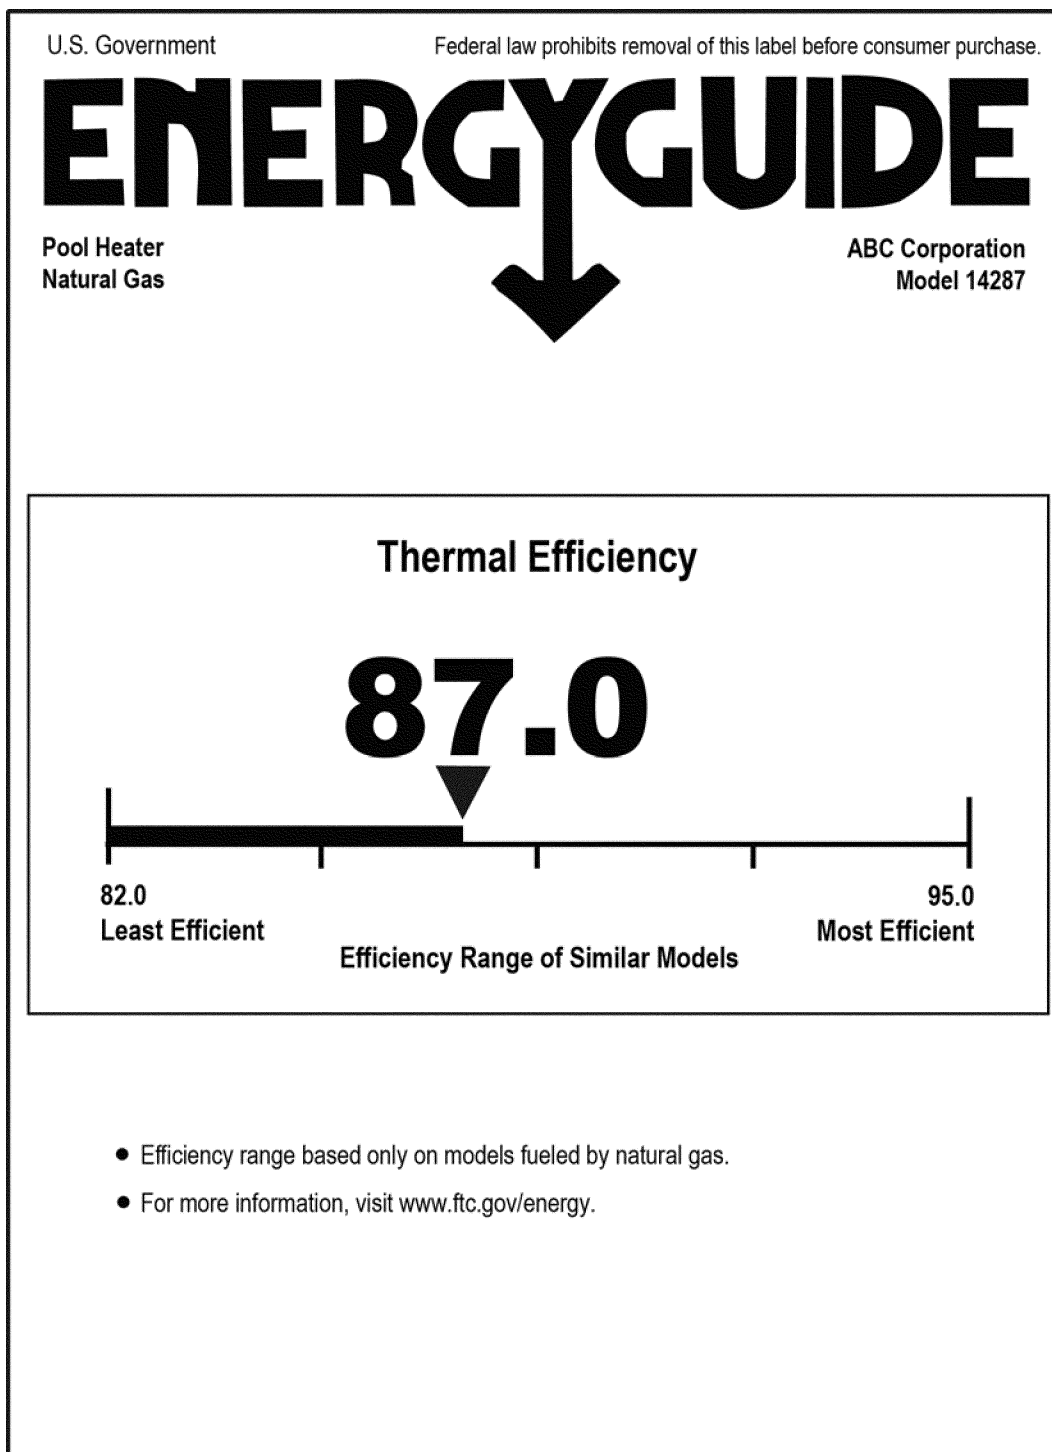 U.S. Government
Federal law prohibits removal of this label before consumer purchase.
ENERGYGUIDE
Pool Heater
Natural Gas
ABC Corporation
Model 14287
Thermal Efficiency
87.0
82.0
Least Efficient
95.0
Most Efficient
Efficiency Range of Similar Models
● Efficiency range based only on models fueled by natural gas.
● For more information, visit www.ftc.gov/energy.